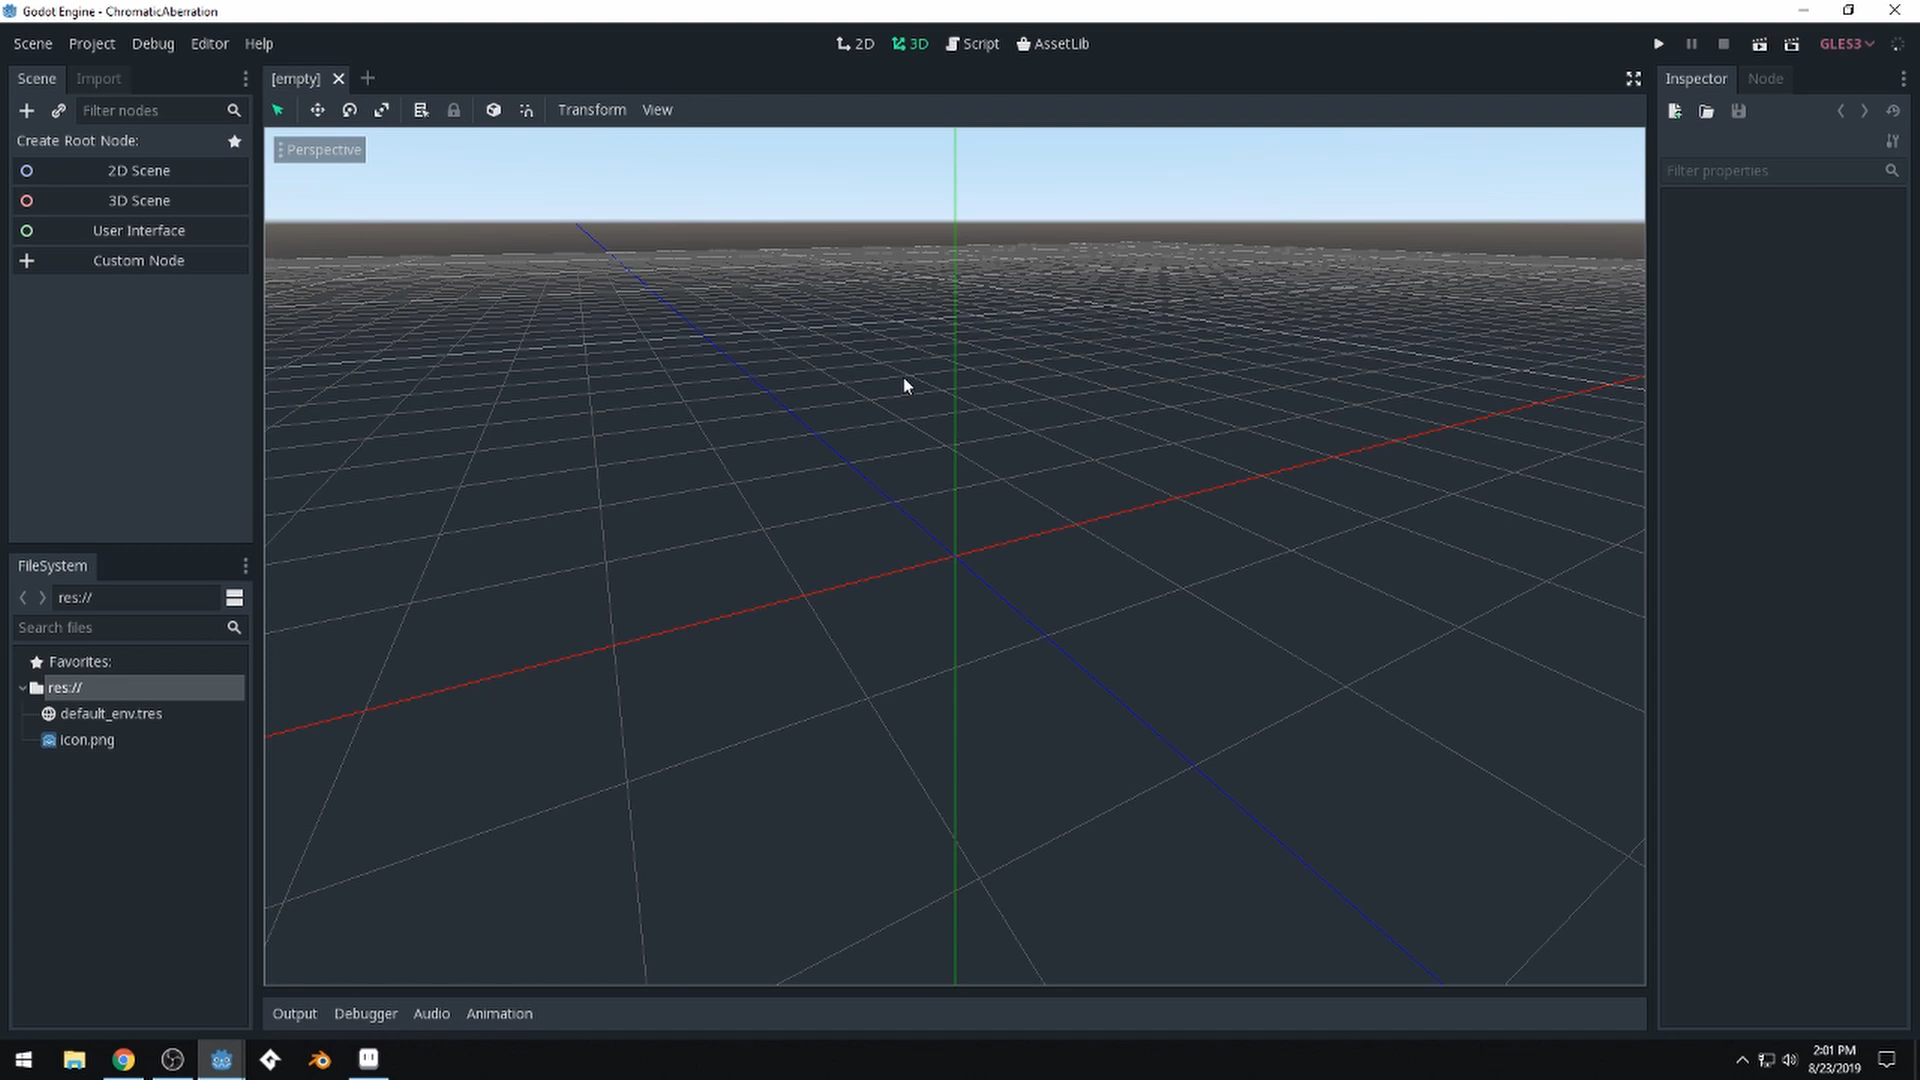 Godot Engine - ChromaticAberration
Scene Project Debug Editor Help
2D 3D Script AssetLib
GLES3
Scene Import
[empty]
Inspector Node
Filter nodes
Transform View
Create Root Node:
Perspective
2D Scene
Filter properties
3D Scene
User Interface
Custom Node
FileSystem
res://
Search files
Favorites:
res://
default_env.tres
icon.png
Output Debugger Audio Animation
2:01 PM
8/23/2019